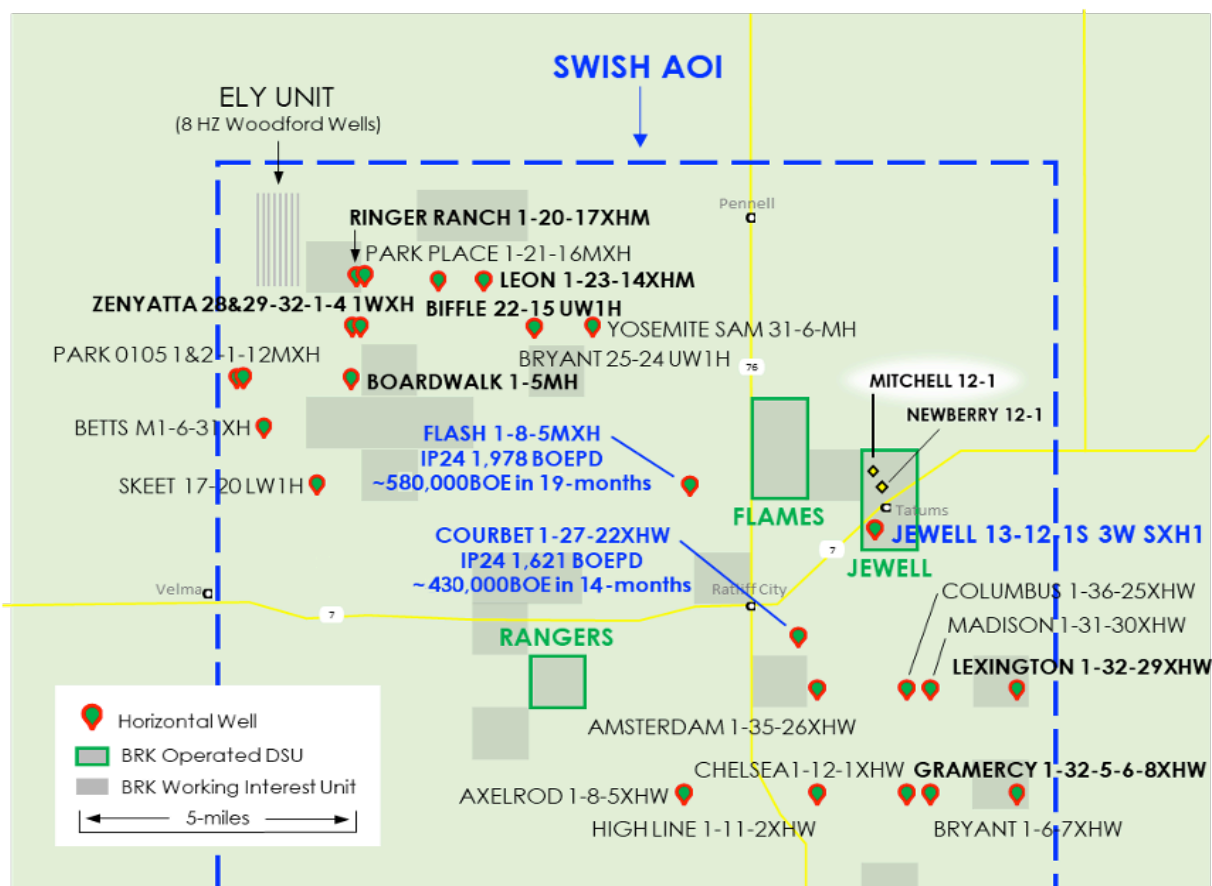 SWISH AOI
ELY UNIT
(8 HZ Woodford Wells)
Pennell
RINGER RANCH 1-20-17XHM
PARK PLACE 1-21-16MXH
LEON 1-23-14XHM
ZENYATTA 28&29-32-1-4 1WXH
BIFFLE 22-15 UW1H
YOSEMITE SAM 31-6-MH
PARK 0105 1&2-1-12MXH
BRYANT 25-24 UW1H
76
BOARDWALK 1-5MH
MITCHELL 12-1
NEWBERRY 12-1
BETTS M1-6-31XH
FLASH 1-8-5MXH
IP24 1,978 BOEPD
~580,000BOE in 19-months
SKEET 17-20 LW1H
FLAMES
Tatums
JEWELL 13-12-1S 3W SXH1
COURBET 1-27-22XHW
IP24 1,621 BOEPD
~430,000BOE in 14-months
7
JEWELL
Velma
Ratliff City
COLUMBUS 1-36-25XHW
7
MADISON 1-31-30XHW
RANGERS
LEXINGTON 1-32-29XHW
AMSTERDAM 1-35-26XHW
Horizontal Well
BRK Operated DSU
BRK Working Interest Unit
5-miles
CHELSEA1-12-1XHW
GRAMERCY 1-32-5-6-8XHW
AXELROD 1-8-5XHW
HIGH LINE 1-11-2XHW
BRYANT 1-6-7XHW